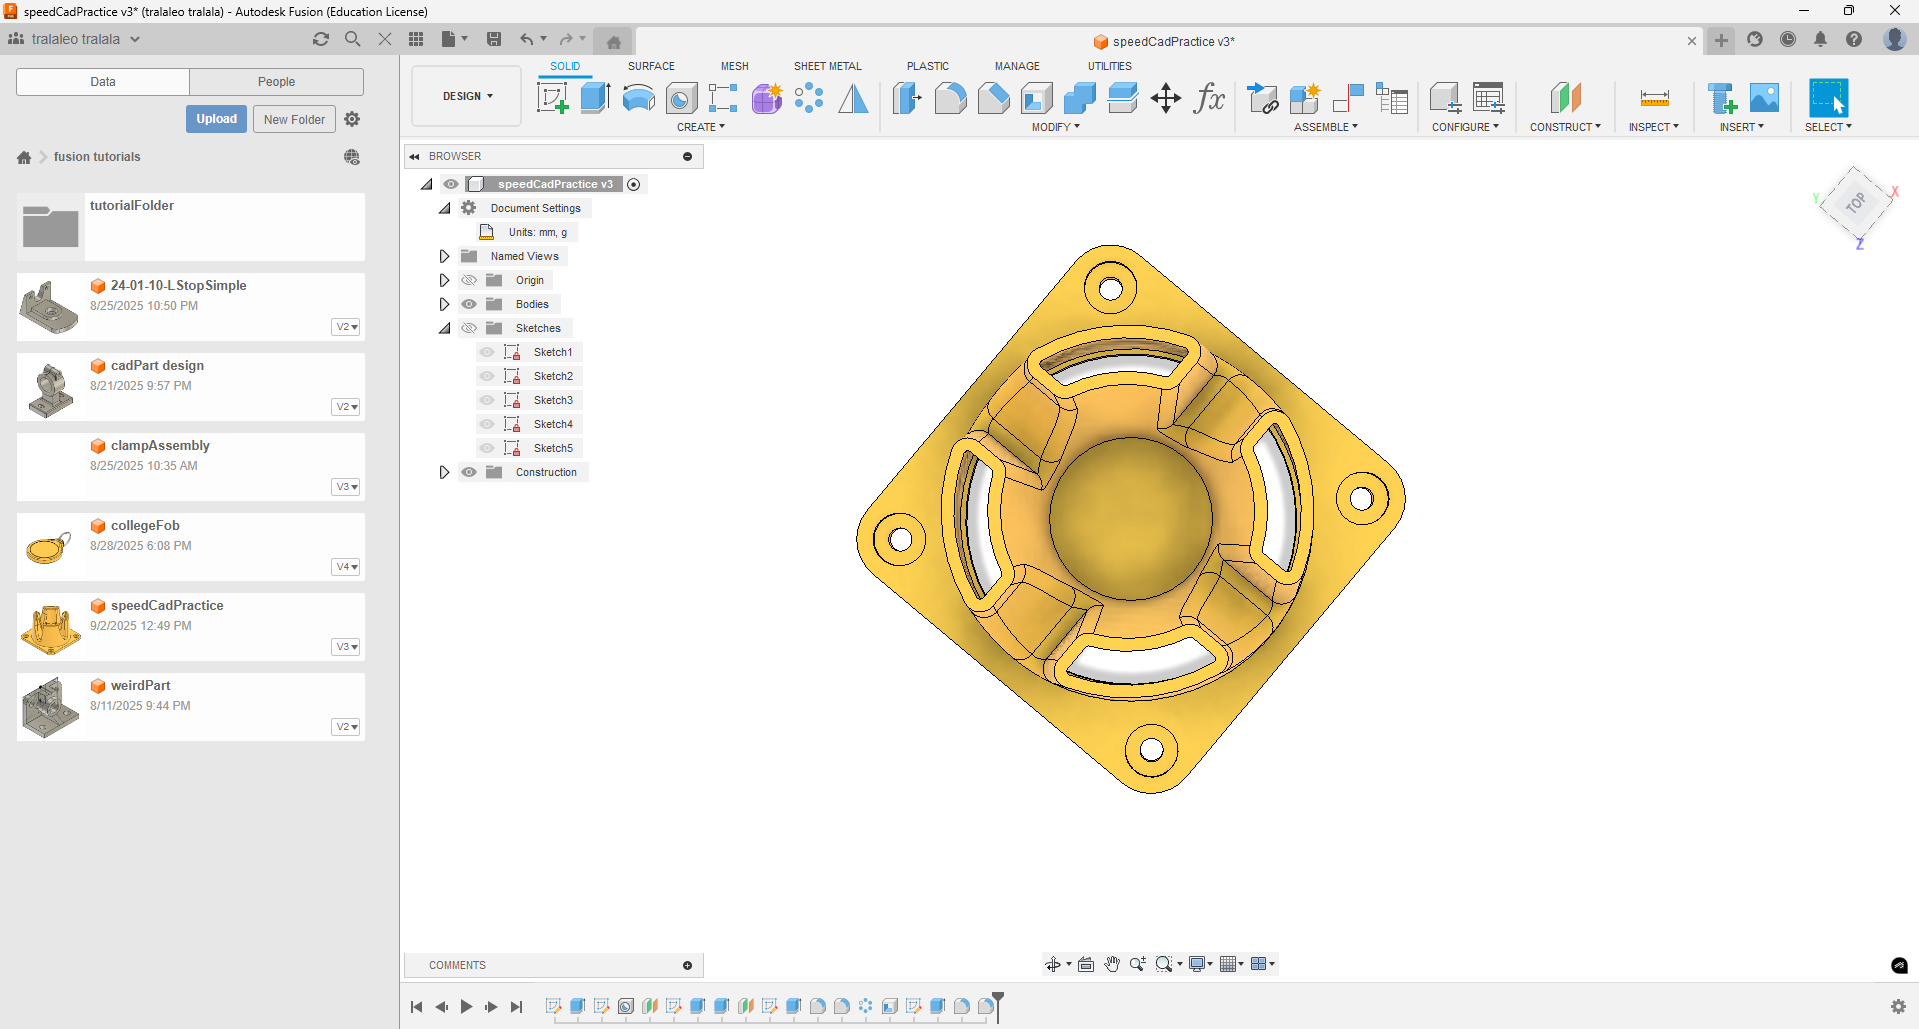 speedCadPractice v3* (tralaleo tralala) - Autodesk Fusion (Education License)
tralaleo tralala
speedCadPractice v3*
Data
People
Upload
New Folder
fusion tutorials
tutorialFolder
24-01-10-LStopSimple
8/25/2025 10:50 PM
V2
cadPart design
8/21/2025 9:57 PM
V2
clampAssembly
8/25/2025 10:35 AM
V3
collegeFob
8/28/2025 6:08 PM
V4
speedCadPractice
9/2/2025 12:49 PM
V3
weirdPart
8/11/2025 9:44 PM
V2
DESIGN
SOLID
SURFACE
MESH
SHEET METAL
PLASTIC
MANAGE
UTILITIES
CREATE
MODIFY
ASSEMBLE
CONFIGURE
CONSTRUCT
INSPECT
INSERT
SELECT
BROWSER
speedCadPractice v3
Document Settings
Units: mm, g
Named Views
Origin
Bodies
Sketches
Sketch1
Sketch2
Sketch3
Sketch4
Sketch5
Construction
Y
X
TOP
Z
COMMENTS